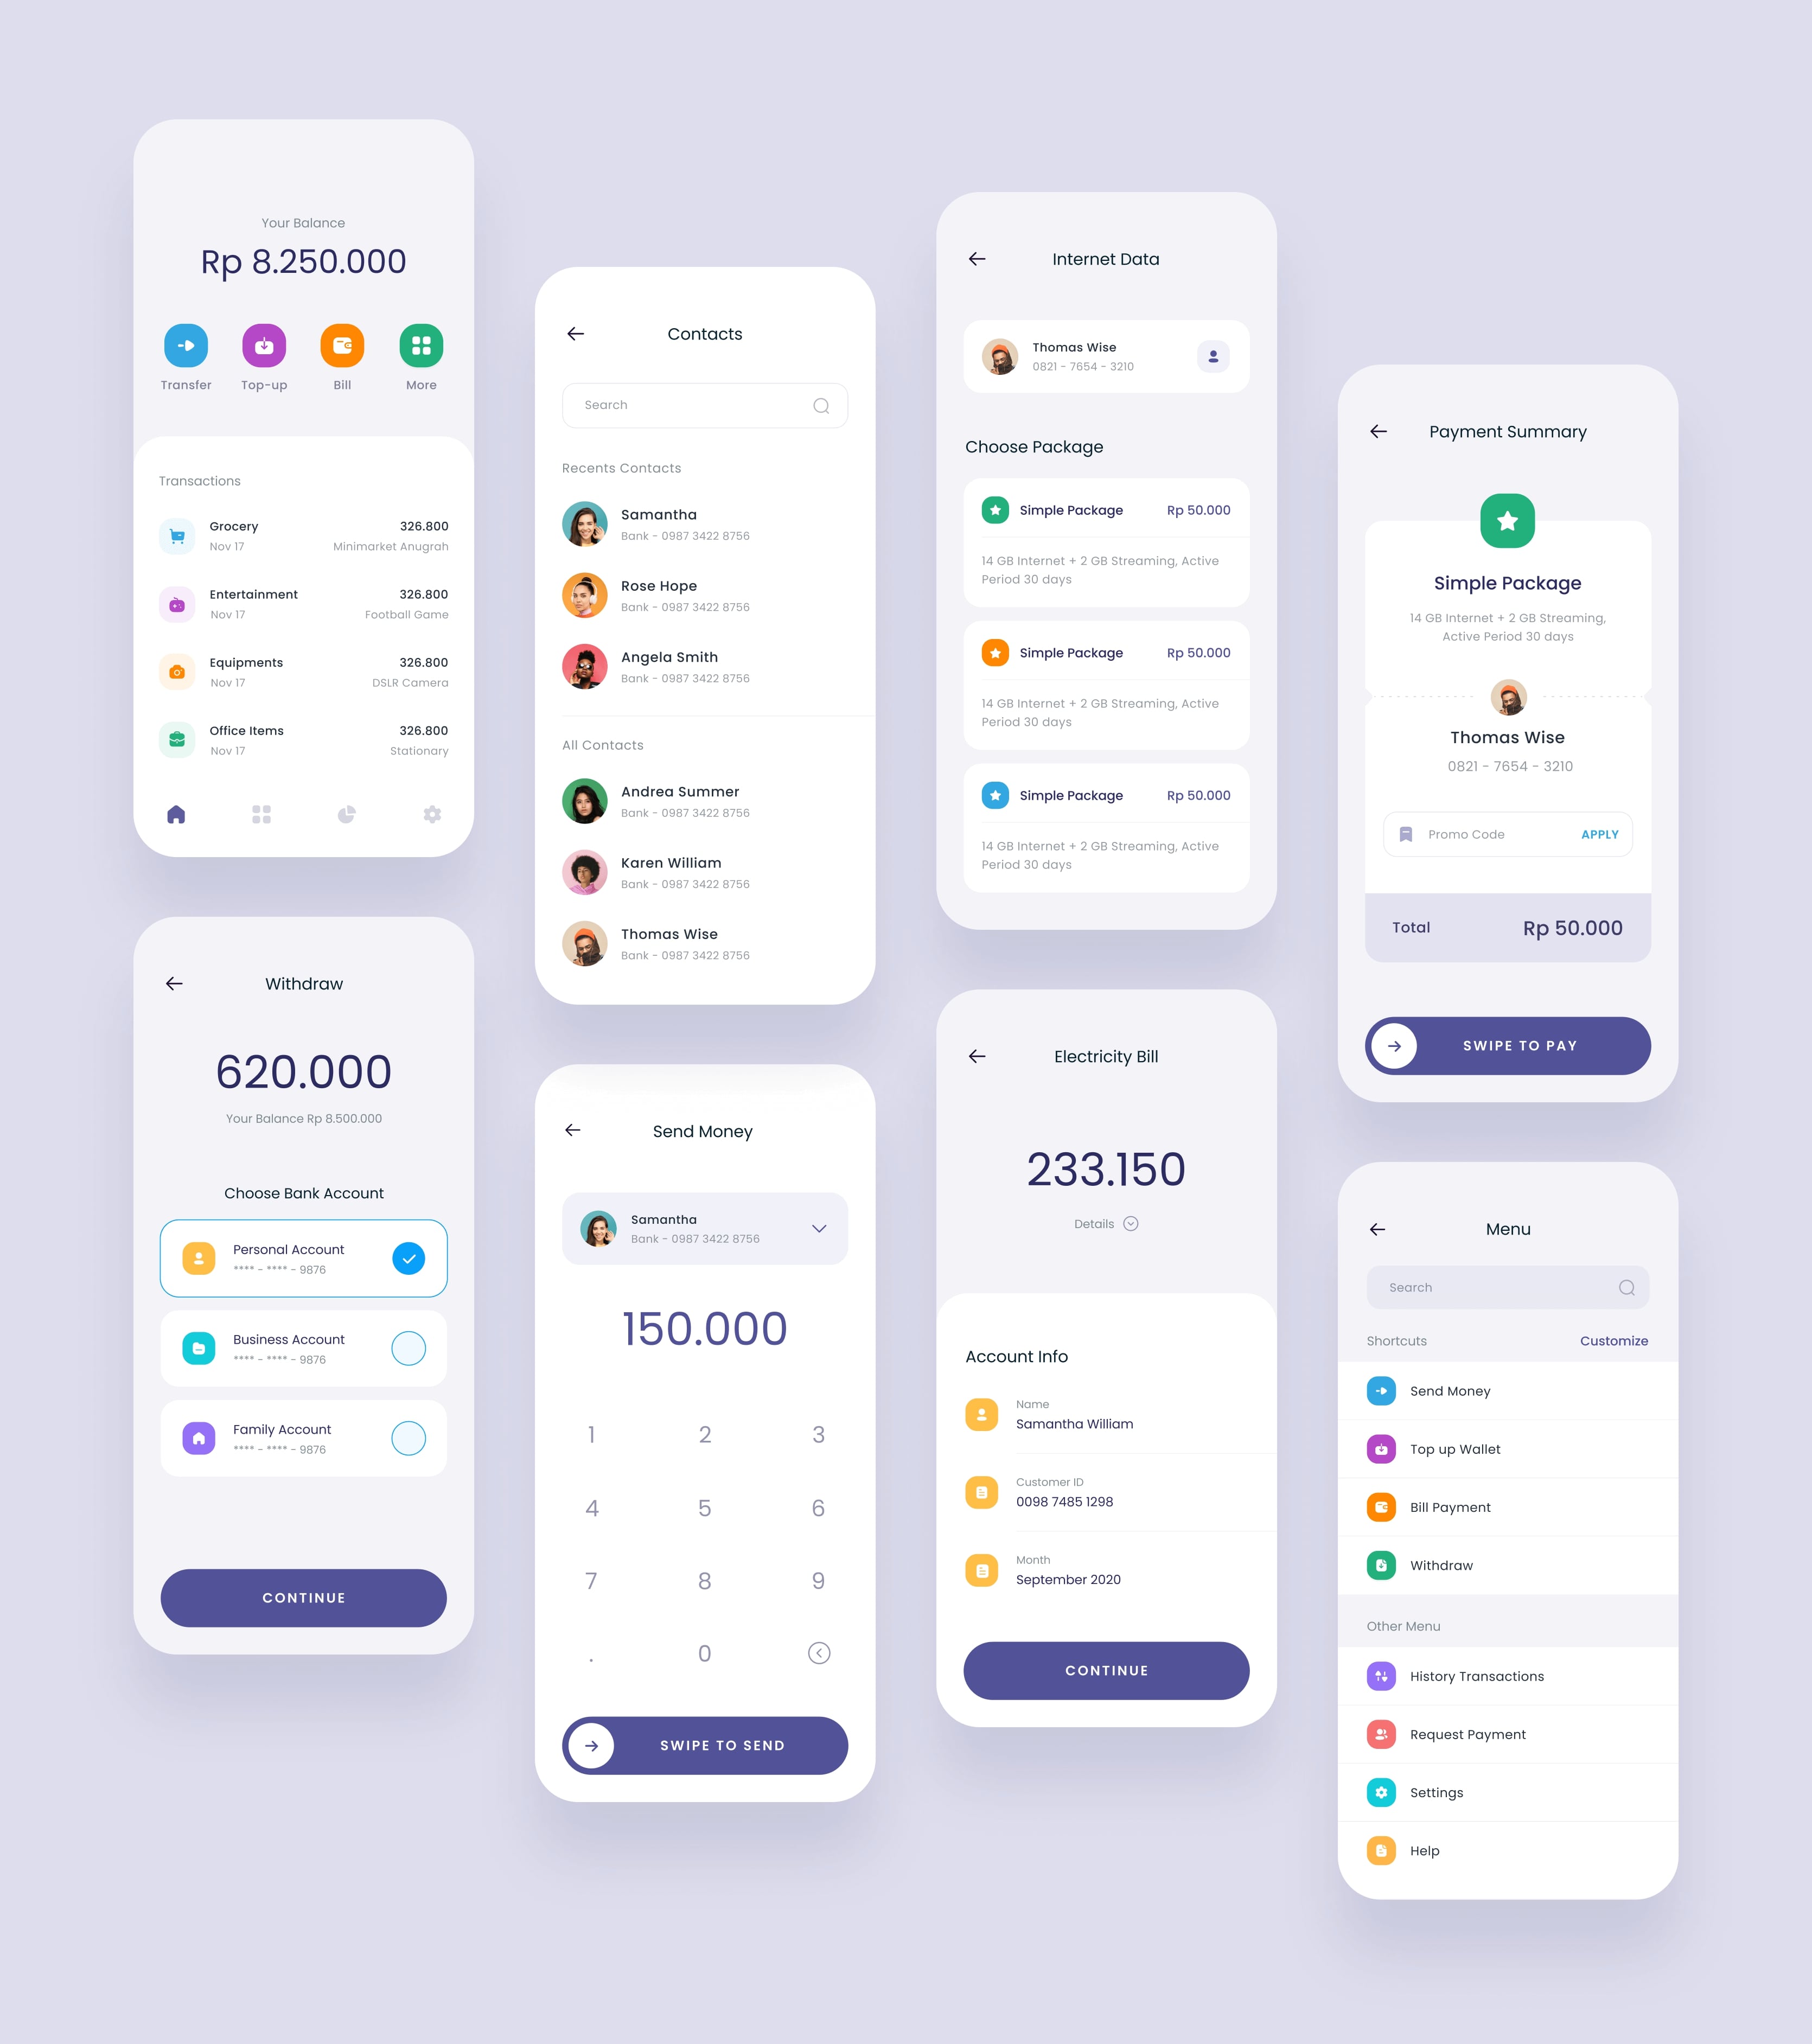 Your Balance
Rp 8.250.000
Transfer Top-up Bill More
Transactions
Grocery 326.800
Nov 17 Minimarket Anugrah
Entertainment 326.800
Nov 17 Football Game
Equipments 326.800
Nov 17 DSLR Camera
Office Items 326.800
Nov 17 Stationary
Withdraw
620.000
Your Balance Rp 8.500.000
Choose Bank Account
Personal Account
**** - **** - 9876
Business Account
**** - **** - 9876
Family Account
**** - **** - 9876
CONTINUE
Contacts
Search
Recents Contacts
Samantha
Bank - 0987 3422 8756
Rose Hope
Bank - 0987 3422 8756
Angela Smith
Bank - 0987 3422 8756
All Contacts
Andrea Summer
Bank - 0987 3422 8756
Karen William
Bank - 0987 3422 8756
Thomas Wise
Bank - 0987 3422 8756
Send Money
Samantha
Bank - 0987 3422 8756
150.000
1 2 3
4 5 6
7 8 9
. 0
SWIPE TO SEND
Internet Data
Thomas Wise
0821 - 7654 - 3210
Choose Package
Simple Package Rp 50.000
14 GB Internet + 2 GB Streaming, Active
Period 30 days
Simple Package Rp 50.000
14 GB Internet + 2 GB Streaming, Active
Period 30 days
Simple Package Rp 50.000
14 GB Internet + 2 GB Streaming, Active
Period 30 days
Electricity Bill
233.150
Details
Account Info
Name
Samantha William
Customer ID
0098 7485 1298
Month
September 2020
CONTINUE
Payment Summary
Simple Package
14 GB Internet + 2 GB Streaming,
Active Period 30 days
Thomas Wise
0821 - 7654 - 3210
Promo Code APPLY
Total Rp 50.000
SWIPE TO PAY
Menu
Search
Shortcuts Customize
Send Money
Top up Wallet
Bill Payment
Withdraw
Other Menu
History Transactions
Request Payment
Settings
Help